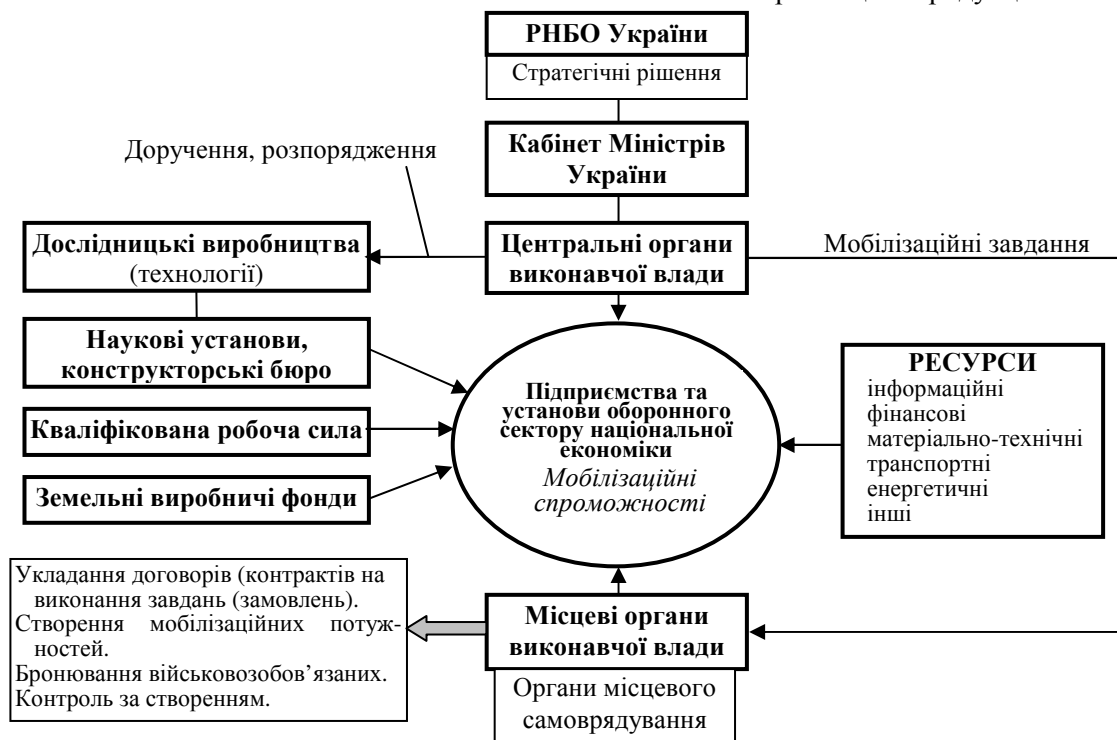 РНБО України
Стратегічні рішення
Кабінет Міністрів
України
Доручення, розпорядження
Дослідницькі виробництва
(технології)
Центральні органи
виконавчої влади
Мобілізаційні завдання
Наукові установи,
конструкторські бюро
Кваліфікована робоча сила
Земельні виробничі фонди
Підприємства та
установи оборонного
сектору національної
економіки
Мобілізаційні
спроможності
РЕСУРСИ
інформаційні
фінансові
матеріально-технічні
транспортні
енергетичні
інші
Укладання договорів (контрактів на
виконання завдань (замовлень).
Створення мобілізаційних потуж-
ностей.
Бронювання військовозобов’язаних.
Контроль за створенням.
Місцеві органи
виконавчої влади
Органи місцевого
самоврядування